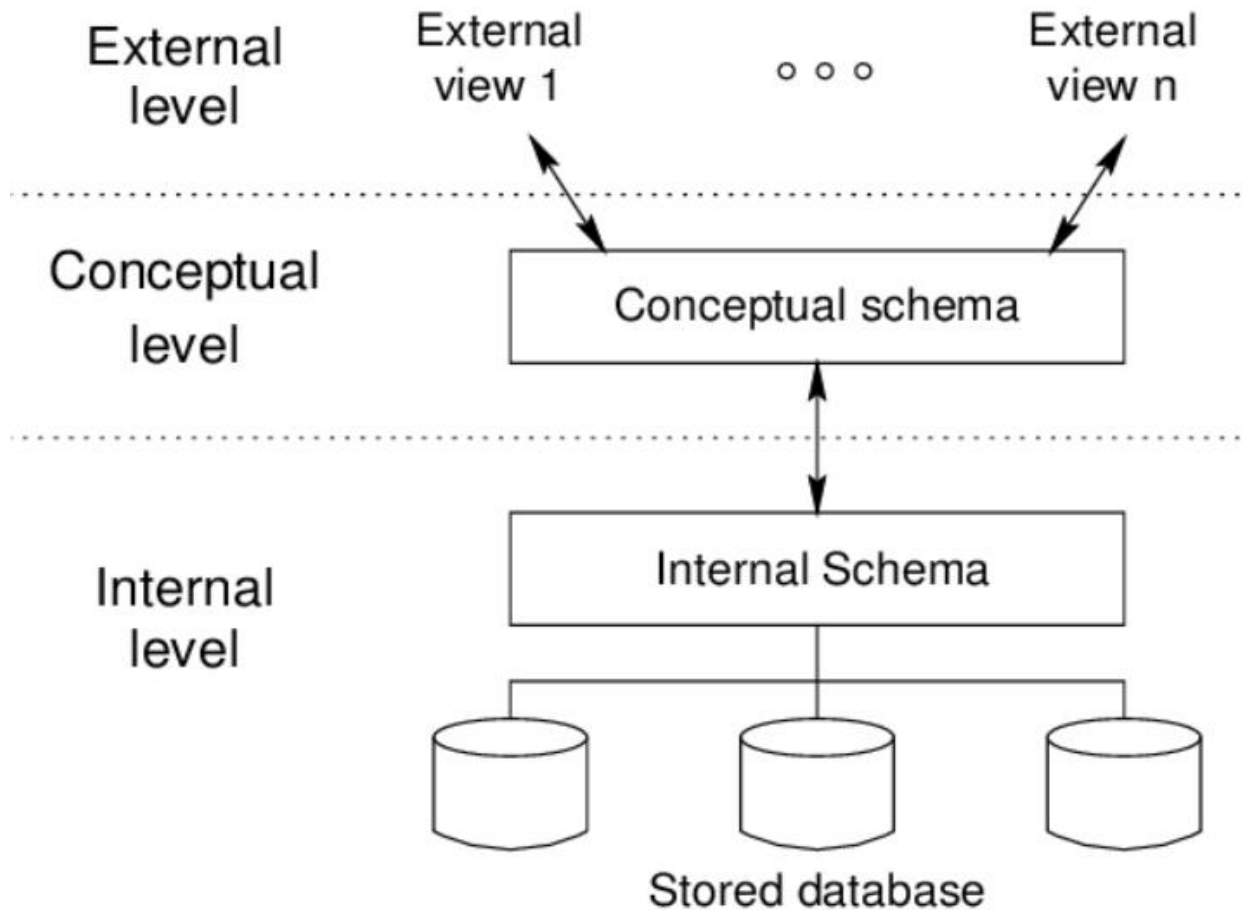 External
level
External
view 1
External
view n
Conceptual
level
Conceptual schema
Internal
level
Internal Schema
Stored database